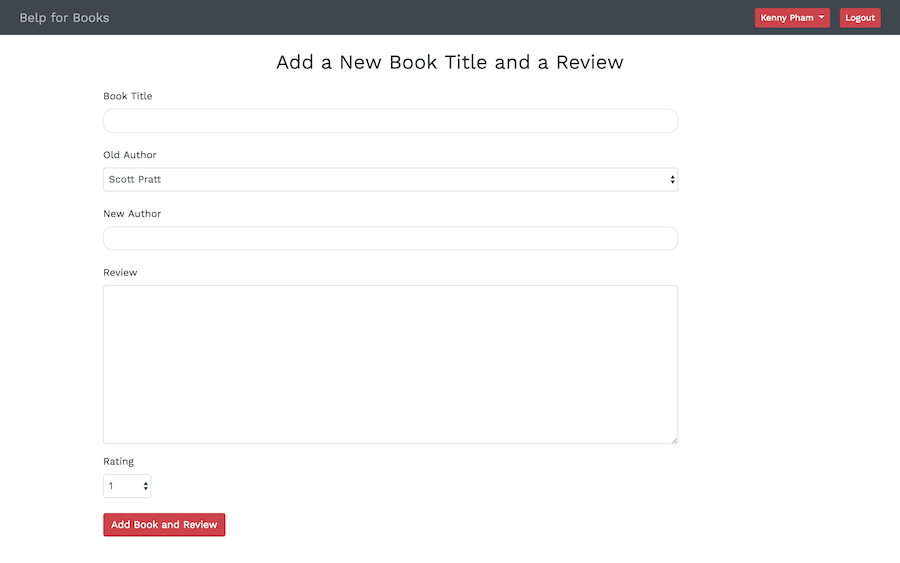 Belp for Books
Kenny Pham
Logout
Add a New Book Title and a Review
Book Title
Old Author
Scott Pratt
New Author
Review
Rating
1
Add Book and Review